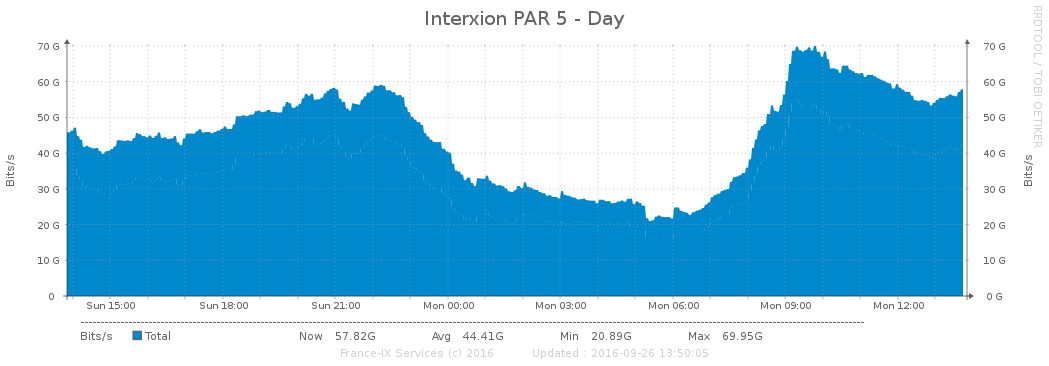 Interxion PAR 5 - Day
RRDTOOL / TOBI OETIKER
Bits/s
Bits/s
70 G 70 G
60 G 60 G
50 G 50 G
40 G 40 G
30 G 30 G
20 G 20 G
10 G 10 G
0 0 G
Sun 15:00 Sun 18:00 Sun 21:00 Mon 00:00 Mon 03:00 Mon 06:00 Mon 09:00 Mon 12:00
Bits/s Total Now 57.82G Avg 44.41G Min 20.89G Max 69.95G
France-IX Services (c) 2016 Updated : 2016-09-26 13:50:05